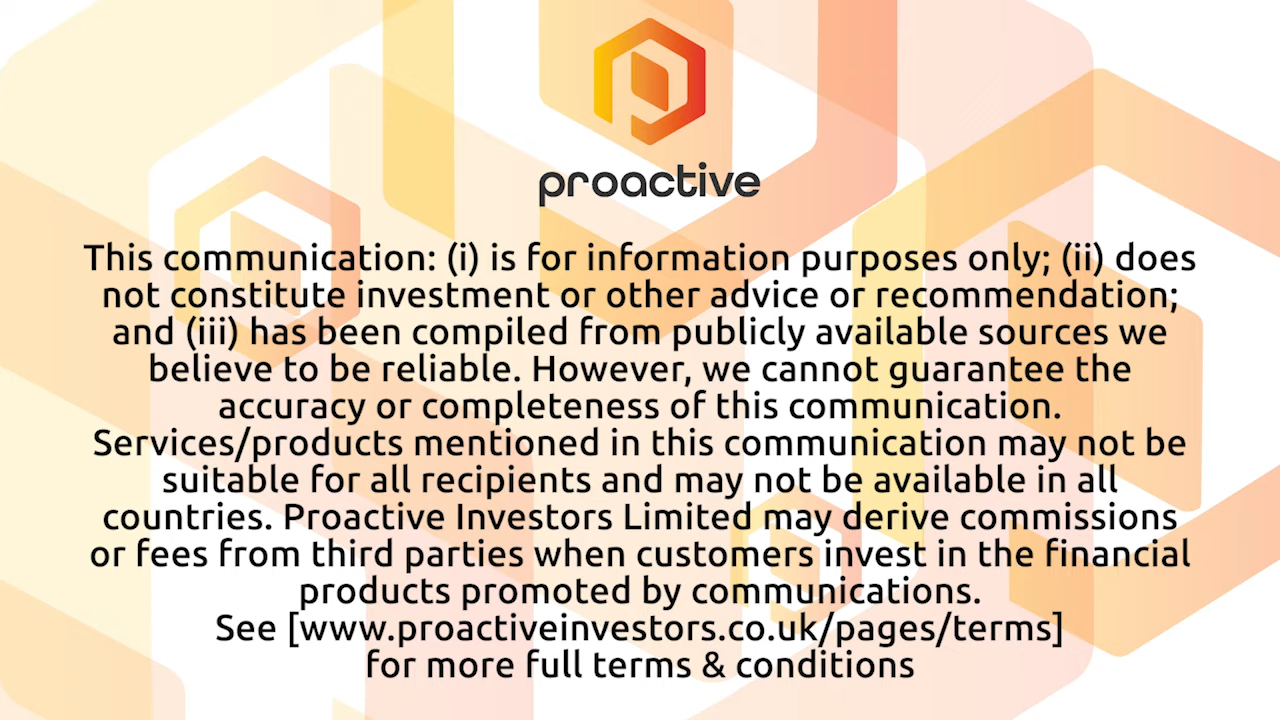 proactive
This communication: (i) is for information purposes only; (ii) does
not constitute investment or other advice or recommendation;
and (iii) has been compiled from publicly available sources we
believe to be reliable. However, we cannot guarantee the
accuracy or completeness of this communication.
Services/products mentioned in this communication may not be
suitable for all recipients and may not be available in all
countries. Proactive Investors Limited may derive commissions
or fees from third parties when customers invest in the financial
products promoted by communications.
See [www.proactiveinvestors.co.uk/pages/terms]
for more full terms & conditions